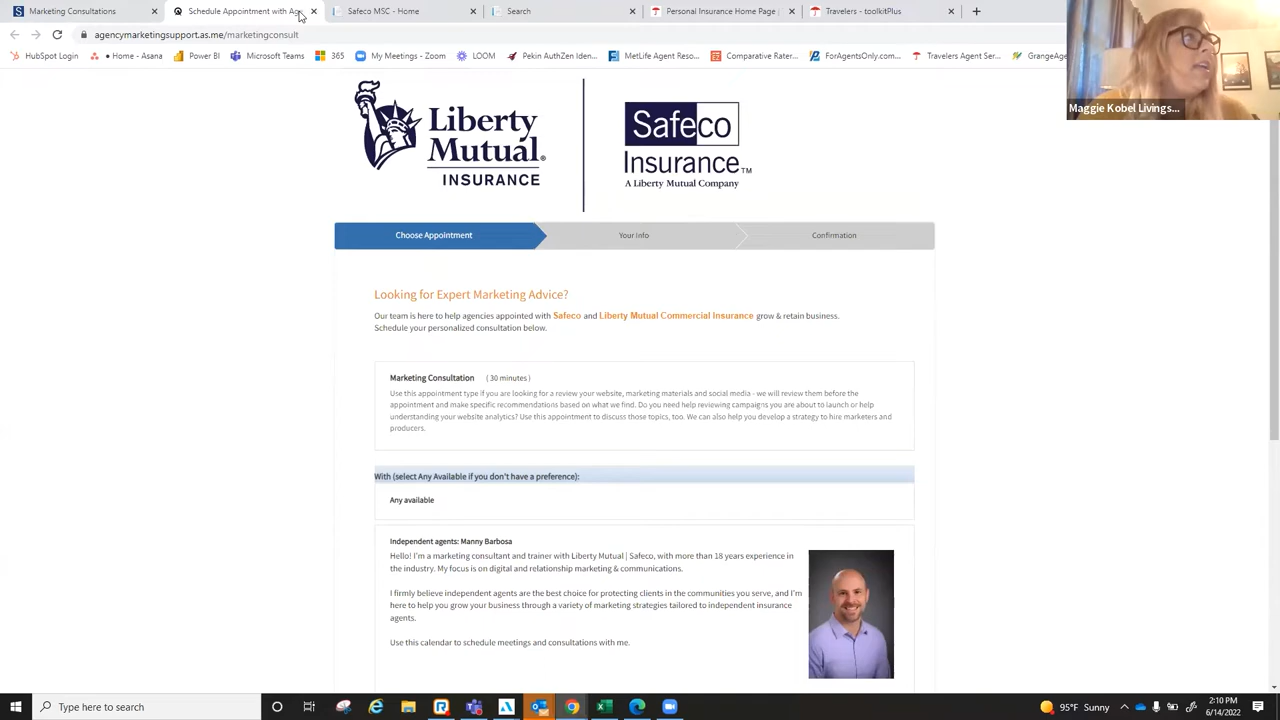 Marketing Consultations
Schedule Appointment with Age
Safeco MSC - Home
Search
Personal Insurance Home Page
Travelers - toolkitPlus
agencymarketingsupport.as.me/marketingconsult
HubSpot Login
• Home - Asana
Power BI
Microsoft Teams
365
My Meetings - Zoom
LOOM
Pekin AuthZen Iden...
MetLife Agent Resou...
Comparative Rater...
ForAgentsOnly.com...
Travelers Agent Ser...
Maggie Kobel Livings...
Liberty
Mutual®
INSURANCE
Safeco
Insurance™
A Liberty Mutual Company
Choose Appointment
Your Info
Confirmation
Looking for Expert Marketing Advice?
Our team is here to help agencies appointed with Safeco and Liberty Mutual Commercial Insurance grow & retain business.
Schedule your personalized consultation below.
Marketing Consultation ( 30 minutes )
Use this appointment type if you are looking for a review your website, marketing materials and social media - we will review them before the
appointment and make specific recommendations based on what we find. Do you need help reviewing campaigns you are about to launch or help
understanding your website analytics? Use this appointment to discuss those topics, too. We can also help you develop a strategy to hire marketers and
producers.
With (select Any Available if you don't have a preference):
Any available
Independent agents: Manny Barbosa
Hello! I'm a marketing consultant and trainer with Liberty Mutual | Safeco, with more than 18 years experience in
the industry. My focus is on digital and relationship marketing & communications.
I firmly believe independent agents are the best choice for protecting clients in the communities you serve, and I'm
here to help you grow your business through a variety of marketing strategies tailored to independent insurance
agents.
Use this calendar to schedule meetings and consultations with me.
Type here to search
95°F Sunny
2:10 PM
6/14/2022